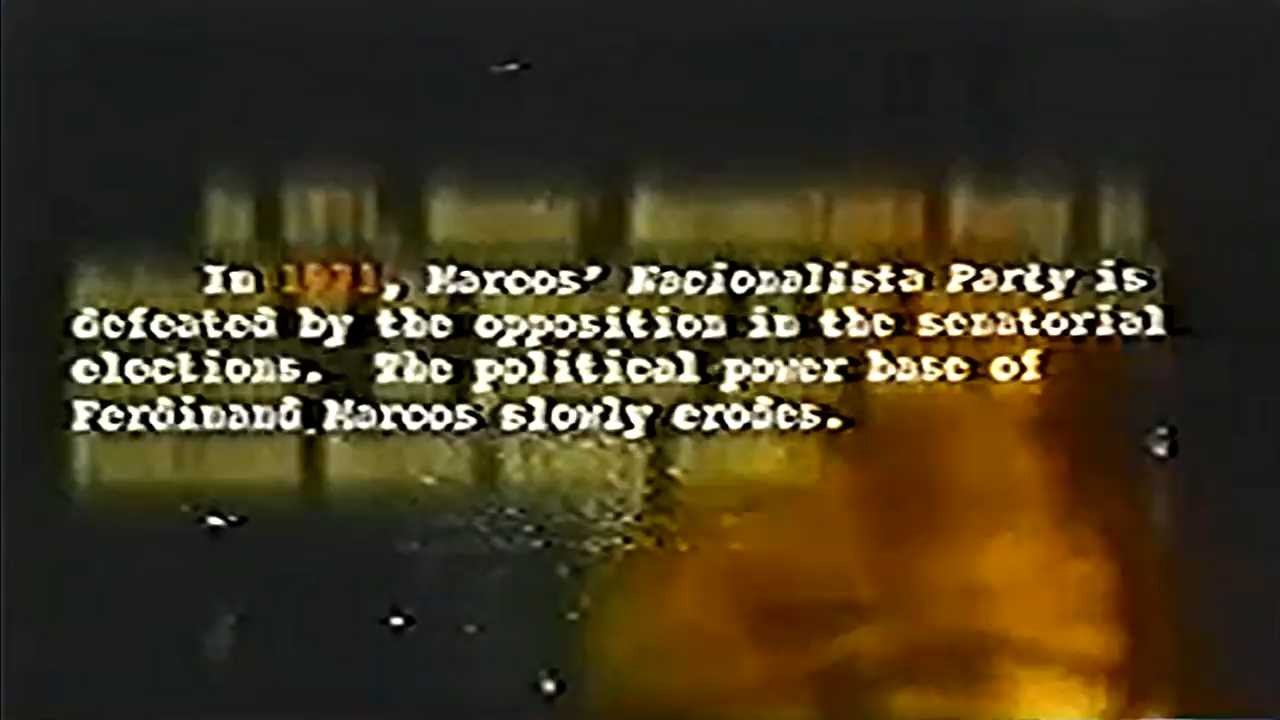 In 1971, Marcos' Nacionalista Party is
defeated by the opposition in the senatorial
elections. The political power base of
Ferdinand Marcos slowly erodes.